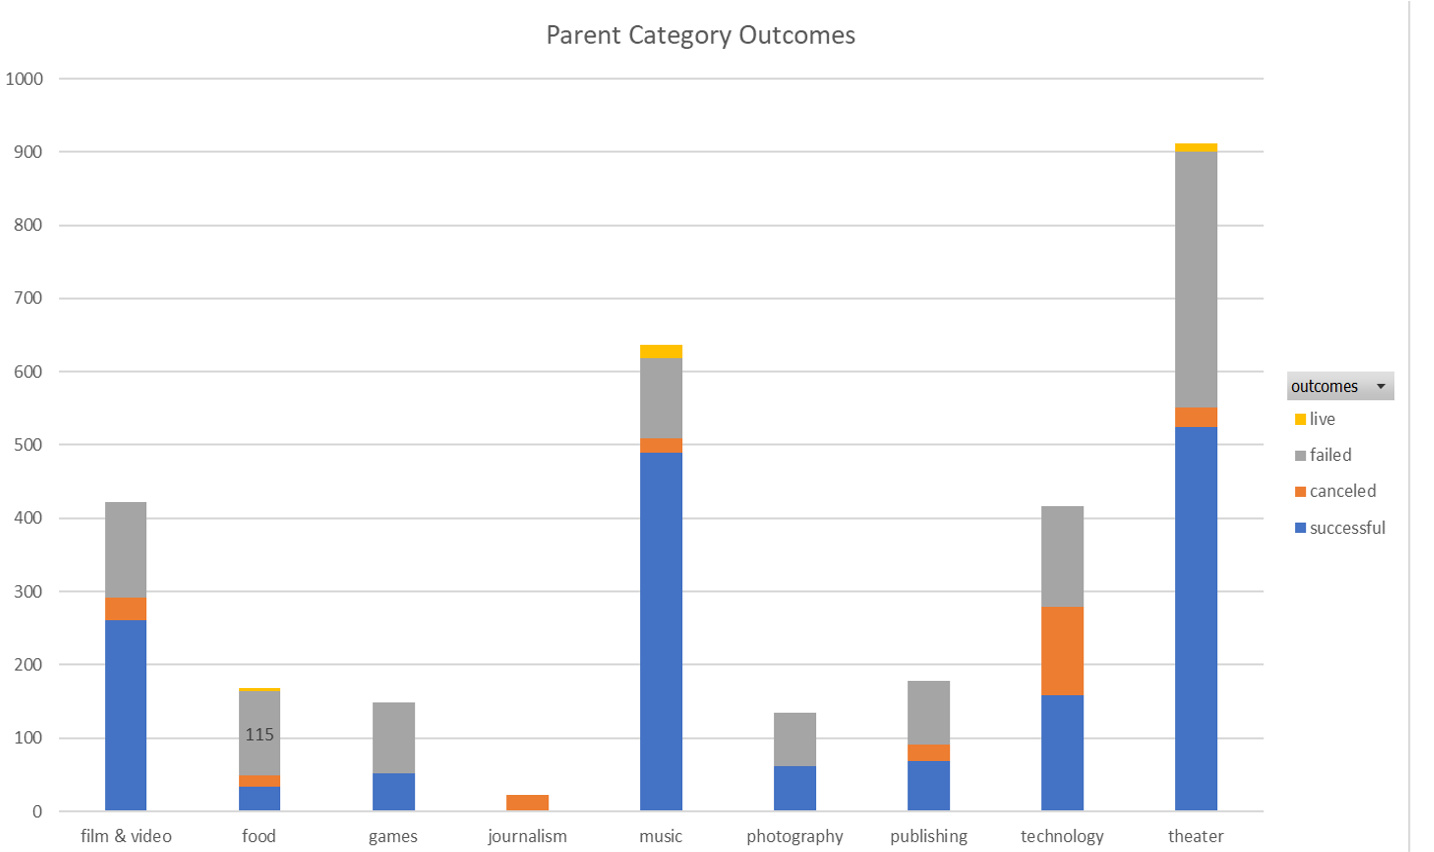 Parent Category Outcomes
1000
900
800
700
600
500
400
300
200
100
0
115
film & video
food
games
journalism
music
photography
publishing
technology
theater
outcomes
live
failed
canceled
successful